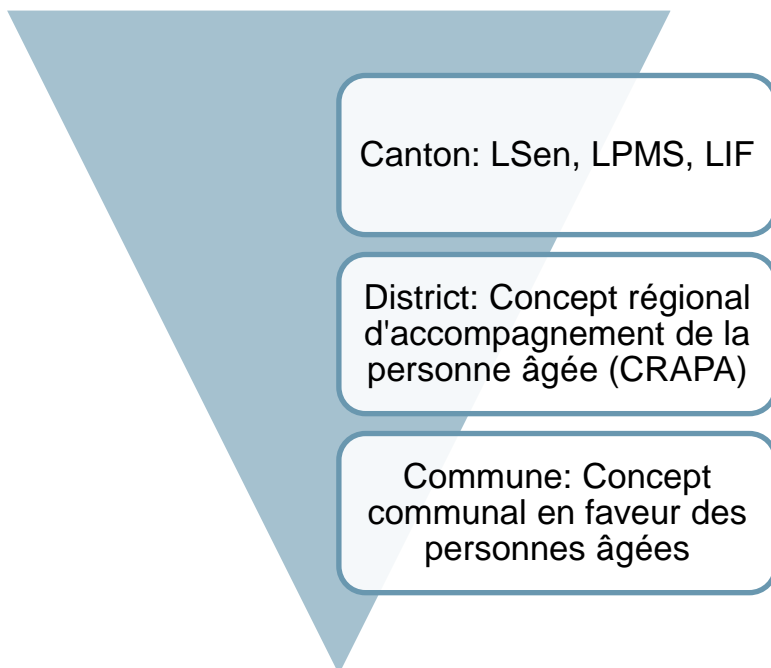 Canton: LSen, LPMS, LIF
District: Concept régional
d'accompagnement de la
personne âgée (CRAPA)
Commune: Concept
communal en faveur des
personnes âgées